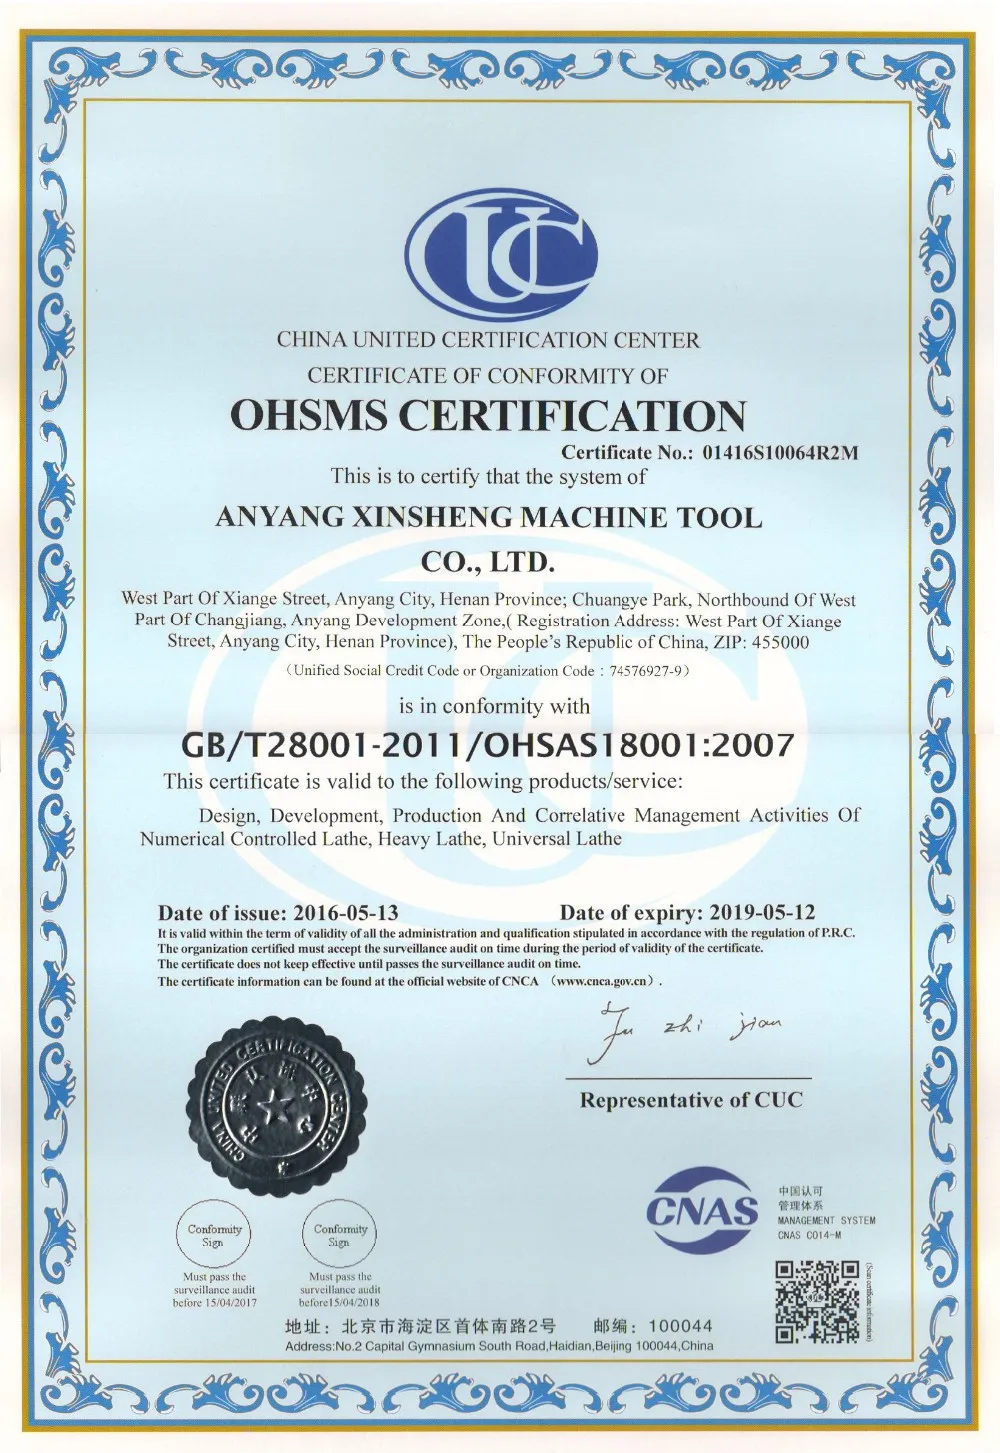 CUC
CHINA UNITED CERTIFICATION CENTER
CERTIFICATE OF CONFORMITY OF
OHSMS CERTIFICATION
Certificate No.: 01416S10064R2M
This is to certify that the system of
ANYANG XINSHENG MACHINE TOOL
CO., LTD.
West Part Of Xiange Street, Anyang City, Henan Province; Chuangye Park, Northbound Of West
Part Of Changjiang, Anyang Development Zone,( Registration Address: West Part Of Xiange
Street, Anyang City, Henan Province), The People's Republic of China, ZIP: 455000
（Unified Social Credit Code or Organization Code：74576927-9）
is in conformity with
GB/T28001-2011/OHSAS18001:2007
This certificate is valid to the following products/service:
Design, Development, Production And Correlative Management Activities Of
Numerical Controlled Lathe, Heavy Lathe, Universal Lathe
Date of issue: 2016-05-13 Date of expiry: 2019-05-12
It is valid within the term of validity of all the administration and qualification stipulated in accordance with the regulation of P.R.C.
The organization certified must accept the surveillance audit on time during the period of validity of the certificate.
The certificate does not keep effective until passes the surveillance audit on time.
The certificate information can be found at the official website of CNCA （www.cnca.gov.cn）.
Fu zhi jian
Representative of CUC
CHINA UNITED CERTIFICATION CENTER
Conformity
Sign
Must pass the
surveillance audit
before 15/04/2017
Conformity
Sign
Must pass the
surveillance audit
before15/04/2018
CNAS
中国认可
管理体系
MANAGEMENT SYSTEM
CNAS C014-M
(Scan certificate information)
地址：北京市海淀区首体南路2号 邮编：100044
Address:No.2 Capital Gymnasium South Road,Haidian,Beijing 100044,China